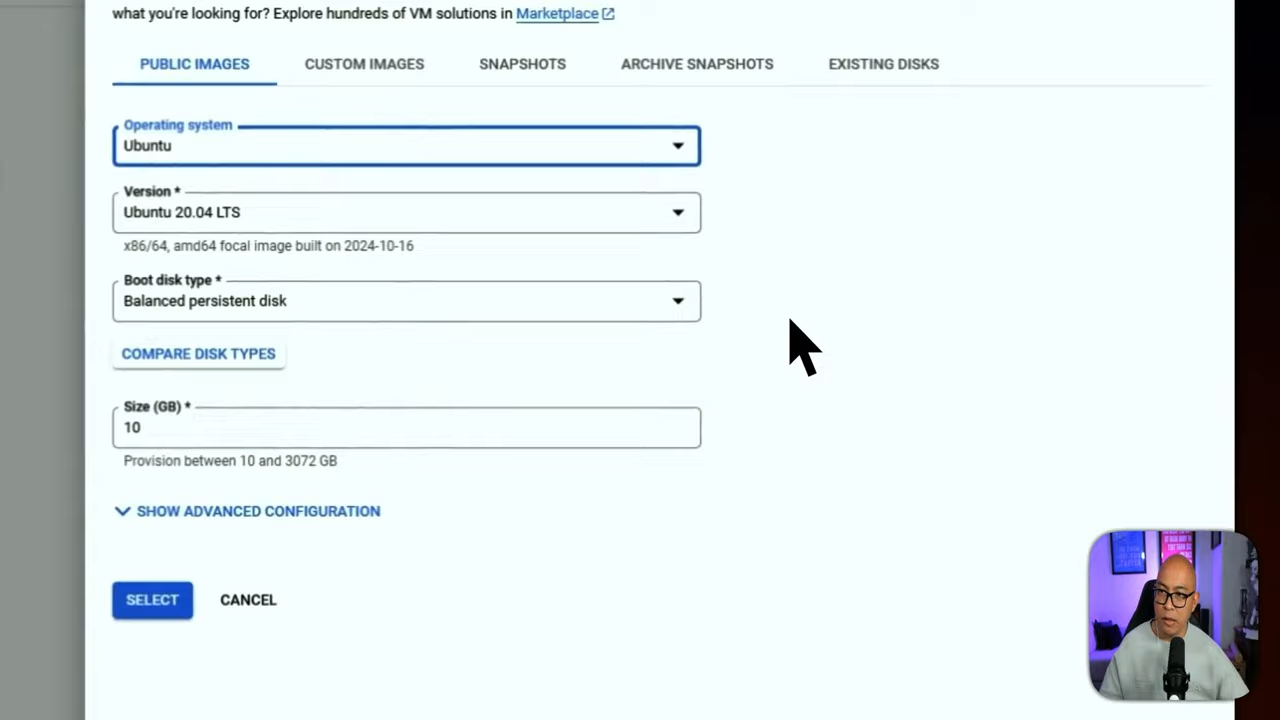 what you're looking for? Explore hundreds of VM solutions in Marketplace
PUBLIC IMAGES CUSTOM IMAGES SNAPSHOTS ARCHIVE SNAPSHOTS EXISTING DISKS
Operating system
Ubuntu
Version *
Ubuntu 20.04 LTS
x86/64, amd64 focal image built on 2024-10-16
Boot disk type *
Balanced persistent disk
COMPARE DISK TYPES
Size (GB) *
10
Provision between 10 and 3072 GB
SHOW ADVANCED CONFIGURATION
SELECT CANCEL